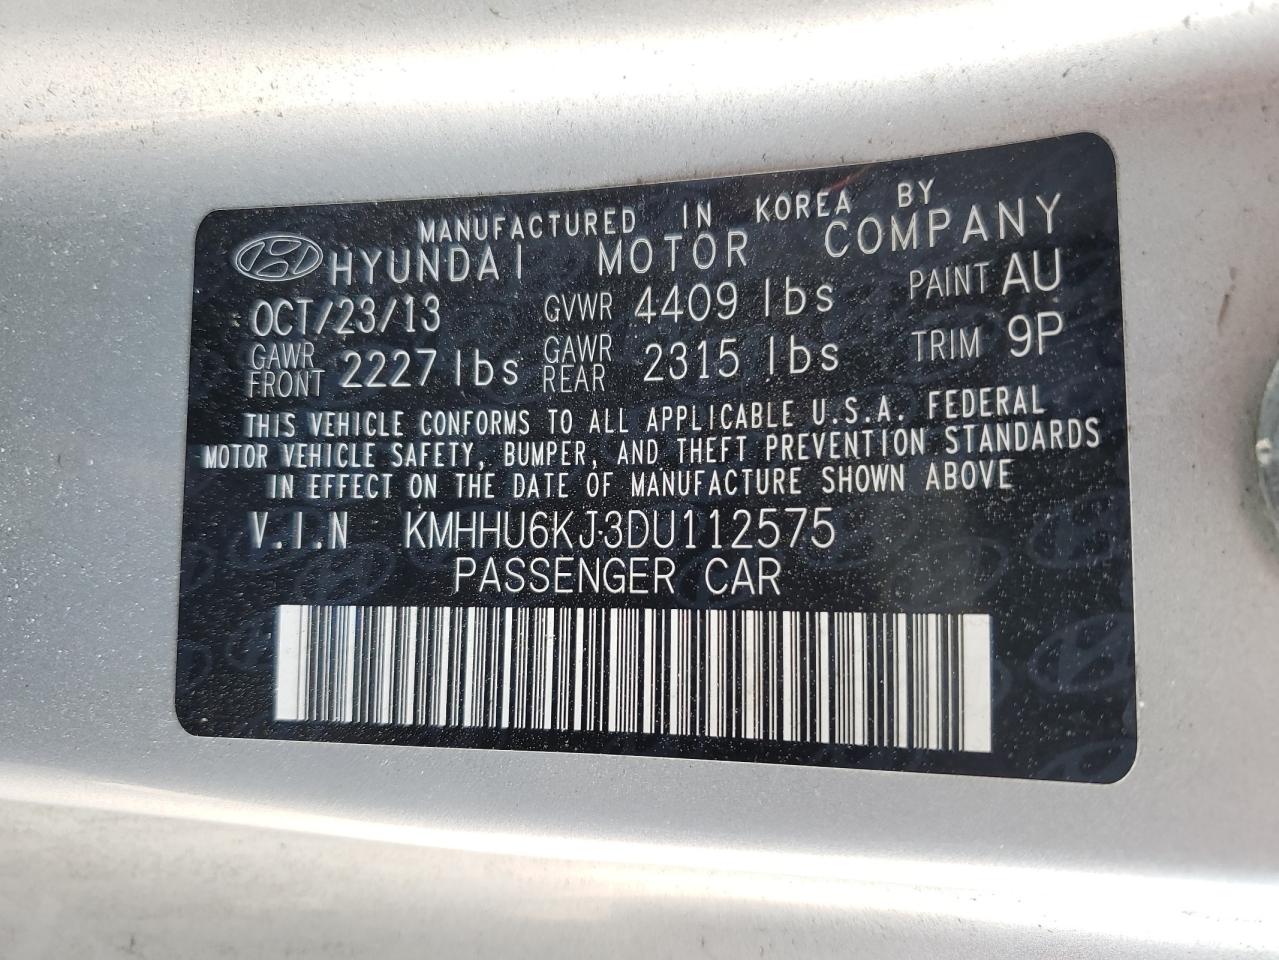 MANUFACTURED IN KOREA BY
HYUNDAI MOTOR COMPANY
OCT/23/13 GVWR 4409 lbs PAINT AU
GAWR FRONT 2227 lbs GAWR REAR 2315 lbs TRIM 9P
THIS VEHICLE CONFORMS TO ALL APPLICABLE U.S.A. FEDERAL
MOTOR VEHICLE SAFETY, BUMPER, AND THEFT PREVENTION STANDARDS
IN EFFECT ON THE DATE OF MANUFACTURE SHOWN ABOVE
V.I.N KMHHU6KJ3DU112575
PASSENGER CAR